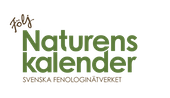 Följ
Naturens
kalender
SVENSKA FENOLOGINÄTVERKET